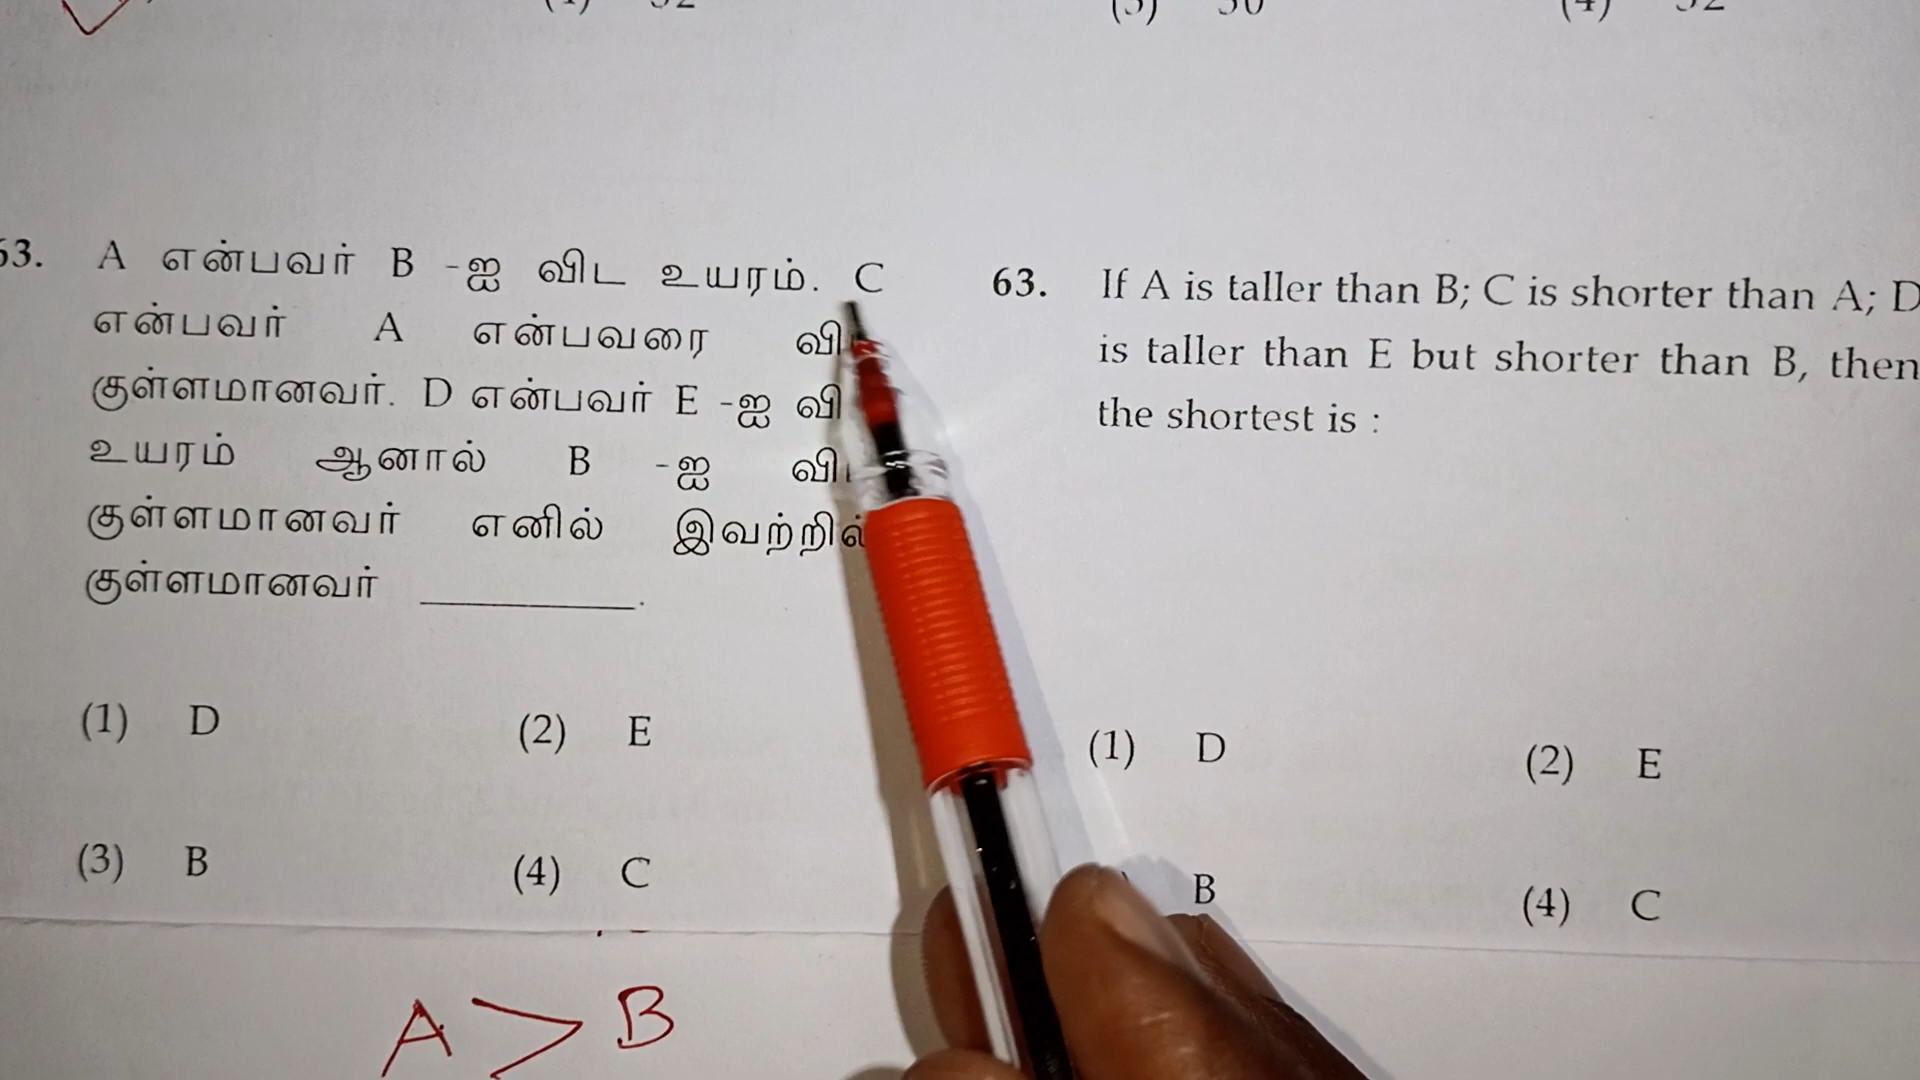 63. A என்பவர் B -ஐ விட உயரம். C
என்பவர் A என்பவரை
குள்ளமானவர். D என்பவர் E -ஐ
உயரம் ஆனால் B -ஐ
குள்ளமானவர் எனில் இவற்றில்
குள்ளமானவர் ________.
(1) D (2) E
(3) B (4) C
63. If A is taller than B; C is shorter than A; D
is taller than E but shorter than B, then
the shortest is :
(1) D (2) E
B (4) C
A > B